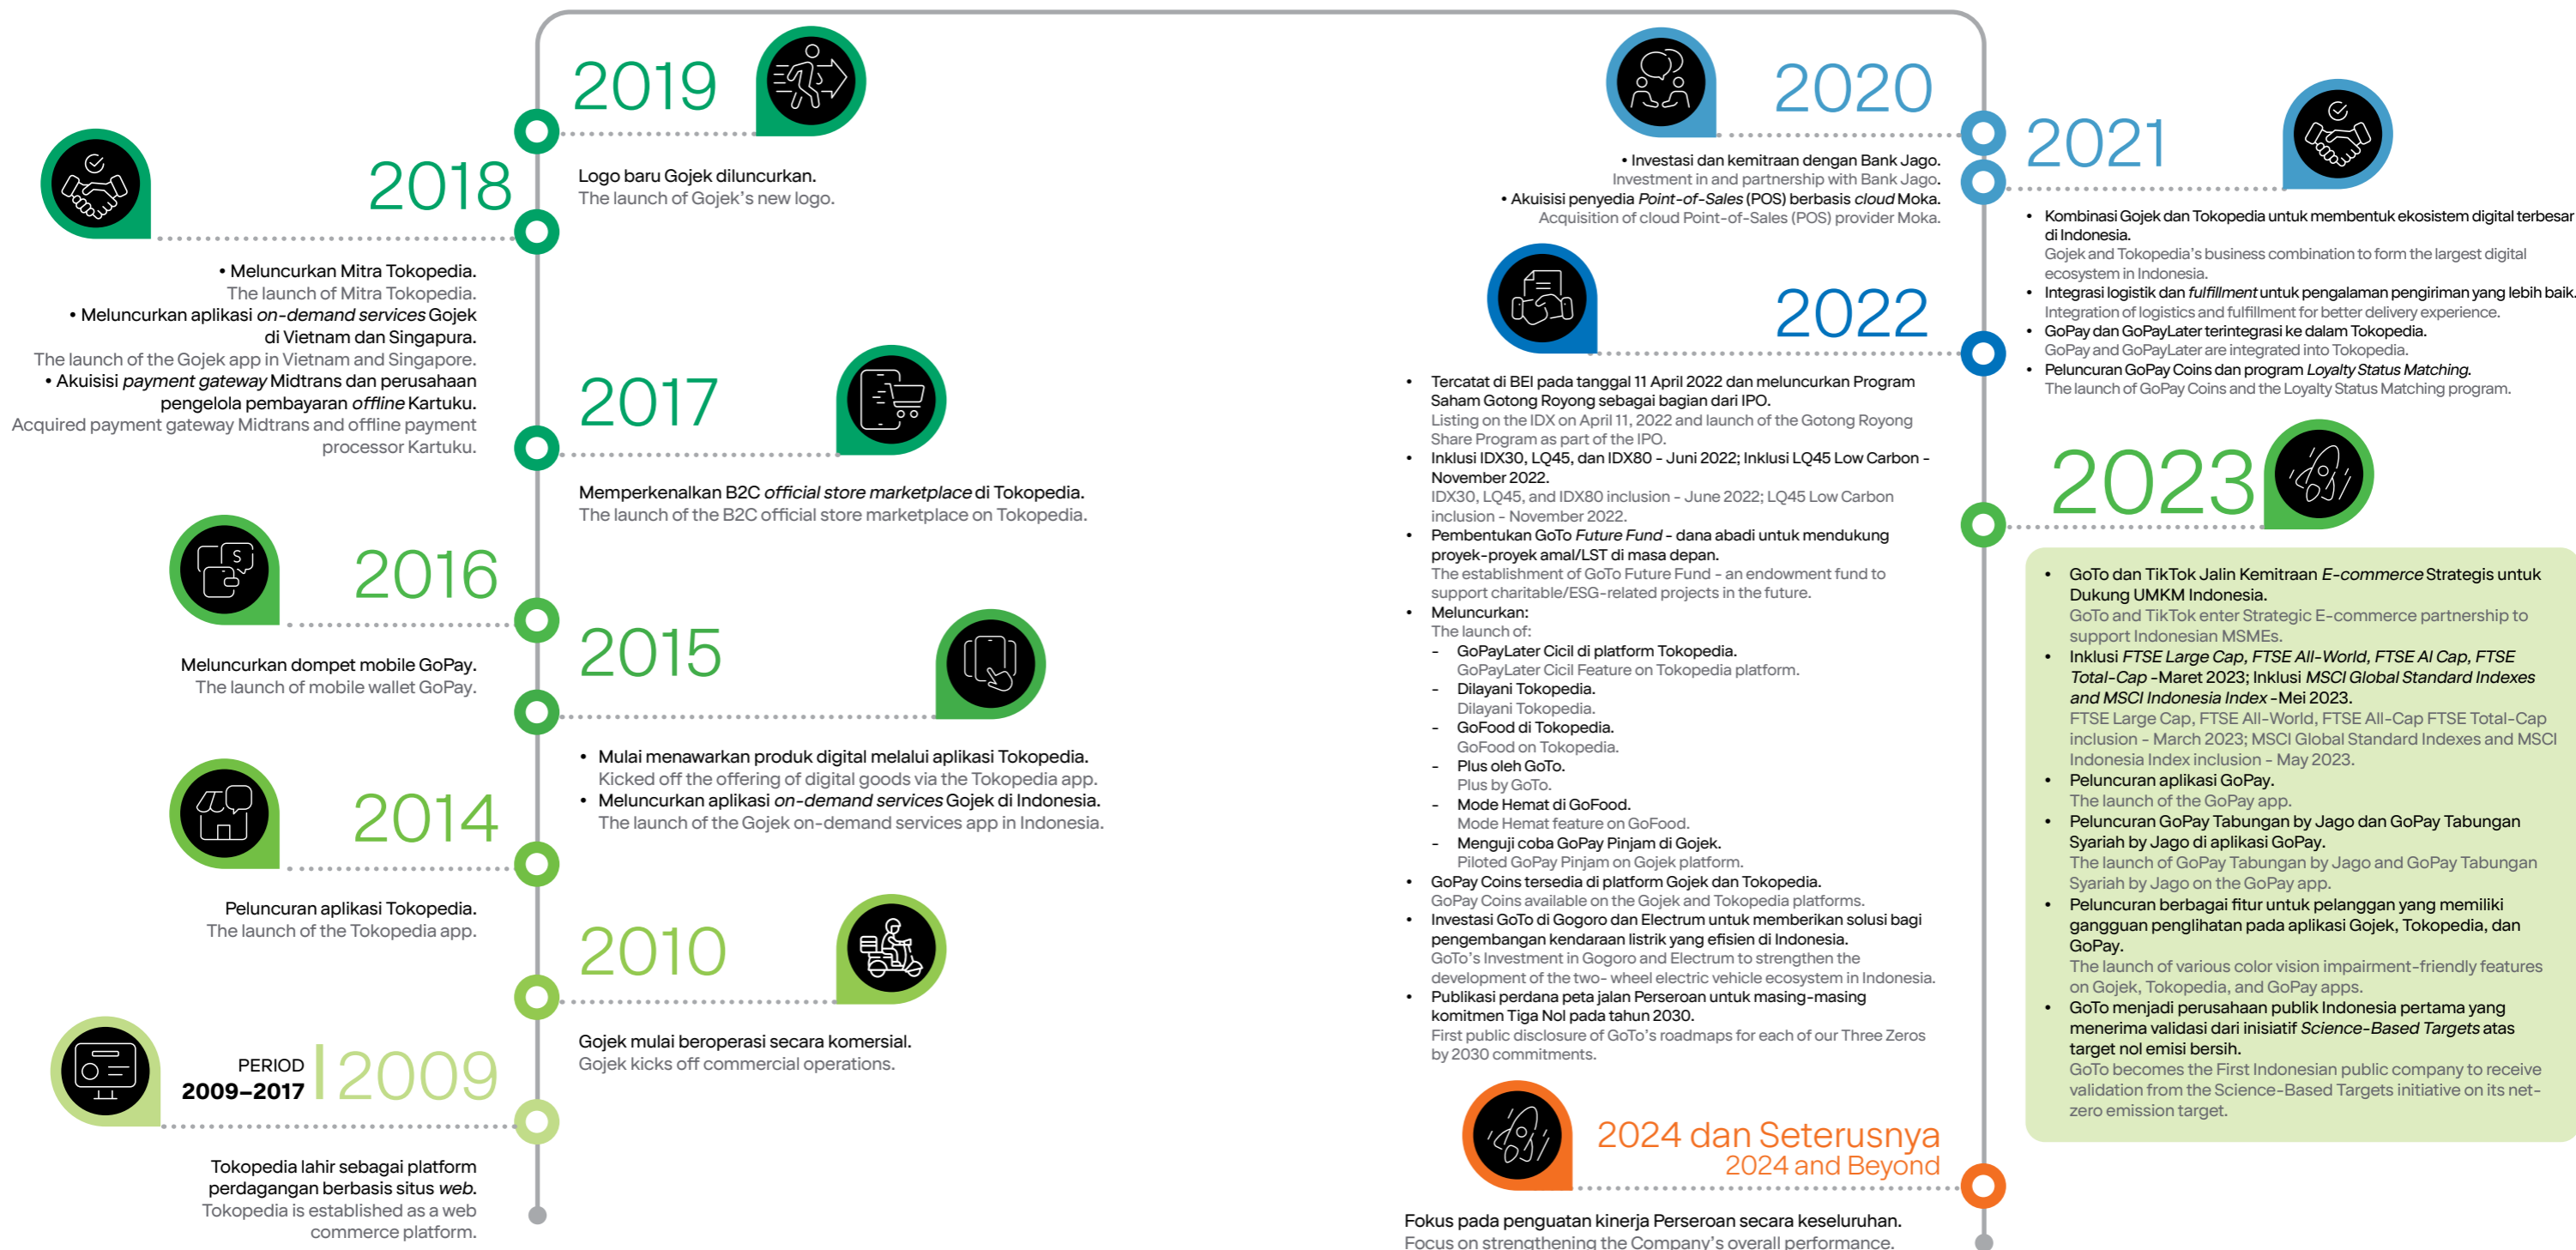 2019
Logo baru Gojek diluncurkan.
The launch of Gojek's new logo.
2018
• Meluncurkan Mitra Tokopedia.
The launch of Mitra Tokopedia.
• Meluncurkan aplikasi on-demand services Gojek
di Vietnam dan Singapura.
The launch of the Gojek app in Vietnam and Singapore.
• Akuisisi payment gateway Midtrans dan perusahaan
pengelola pembayaran offline Kartuku.
Acquired payment gateway Midtrans and offline payment
processor Kartuku.
2017
Memperkenalkan B2C official store marketplace di Tokopedia.
The launch of the B2C official store marketplace on Tokopedia.
2016
Meluncurkan dompet mobile GoPay.
The launch of mobile wallet GoPay.
2015
• Mulai menawarkan produk digital melalui aplikasi Tokopedia.
Kicked off the offering of digital goods via the Tokopedia app.
• Meluncurkan aplikasi on-demand services Gojek di Indonesia.
The launch of the Gojek on-demand services app in Indonesia.
2014
Peluncuran aplikasi Tokopedia.
The launch of the Tokopedia app.
2010
Gojek mulai beroperasi secara komersial.
Gojek kicks off commercial operations.
PERIOD
2009–2017
2009
Tokopedia lahir sebagai platform
perdagangan berbasis situs web.
Tokopedia is established as a web
commerce platform.
2020
• Investasi dan kemitraan dengan Bank Jago.
Investment in and partnership with Bank Jago.
• Akuisisi penyedia Point-of-Sales (POS) berbasis cloud Moka.
Acquisition of cloud Point-of-Sales (POS) provider Moka.
2021
• Kombinasi Gojek dan Tokopedia untuk membentuk ekosistem digital terbesar
di Indonesia.
Gojek and Tokopedia's business combination to form the largest digital
ecosystem in Indonesia.
• Integrasi logistik dan fulfillment untuk pengalaman pengiriman yang lebih baik.
Integration of logistics and fulfillment for better delivery experience.
• GoPay dan GoPayLater terintegrasi ke dalam Tokopedia.
GoPay and GoPayLater are integrated into Tokopedia.
• Peluncuran GoPay Coins dan program Loyalty Status Matching.
The launch of GoPay Coins and the Loyalty Status Matching program.
2022
• Tercatat di BEI pada tanggal 11 April 2022 dan meluncurkan Program
Saham Gotong Royong sebagai bagian dari IPO.
Listing on the IDX on April 11, 2022 and launch of the Gotong Royong
Share Program as part of the IPO.
• Inklusi IDX30, LQ45, dan IDX80 - Juni 2022; Inklusi LQ45 Low Carbon -
November 2022.
IDX30, LQ45, and IDX80 inclusion - June 2022; LQ45 Low Carbon
inclusion - November 2022.
• Pembentukan GoTo Future Fund - dana abadi untuk mendukung
proyek-proyek amal/LST di masa depan.
The establishment of GoTo Future Fund - an endowment fund to
support charitable/ESG-related projects in the future.
• Meluncurkan:
The launch of:
- GoPayLater Cicil di platform Tokopedia.
GoPayLater Cicil Feature on Tokopedia platform.
- Dilayani Tokopedia.
Dilayani Tokopedia.
- GoFood di Tokopedia.
GoFood on Tokopedia.
- Plus oleh GoTo.
Plus by GoTo.
- Mode Hemat di GoFood.
Mode Hemat feature on GoFood.
- Menguji coba GoPay Pinjam di Gojek.
Piloted GoPay Pinjam on Gojek platform.
• GoPay Coins tersedia di platform Gojek dan Tokopedia.
GoPay Coins available on the Gojek and Tokopedia platforms.
• Investasi GoTo di Gogoro dan Electrum untuk memberikan solusi bagi
pengembangan kendaraan listrik yang efisien di Indonesia.
GoTo's Investment in Gogoro and Electrum to strengthen the
development of the two- wheel electric vehicle ecosystem in Indonesia.
• Publikasi perdana peta jalan Perseroan untuk masing-masing
komitmen Tiga Nol pada tahun 2030.
First public disclosure of GoTo's roadmaps for each of our Three Zeros
by 2030 commitments.
2023
• GoTo dan TikTok Jalin Kemitraan E-commerce Strategis untuk
Dukung UMKM Indonesia.
GoTo and TikTok enter Strategic E-commerce partnership to
support Indonesian MSMEs.
• Inklusi FTSE Large Cap, FTSE All-World, FTSE Al Cap, FTSE
Total-Cap -Maret 2023; Inklusi MSCI Global Standard Indexes
and MSCI Indonesia Index -Mei 2023.
FTSE Large Cap, FTSE All-World, FTSE All-Cap FTSE Total-Cap
inclusion - March 2023; MSCI Global Standard Indexes and MSCI
Indonesia Index inclusion - May 2023.
• Peluncuran aplikasi GoPay.
The launch of the GoPay app.
• Peluncuran GoPay Tabungan by Jago dan GoPay Tabungan
Syariah by Jago di aplikasi GoPay.
The launch of GoPay Tabungan by Jago and GoPay Tabungan
Syariah by Jago on the GoPay app.
• Peluncuran berbagai fitur untuk pelanggan yang memiliki
gangguan penglihatan pada aplikasi Gojek, Tokopedia, dan
GoPay.
The launch of various color vision impairment-friendly features
on Gojek, Tokopedia, and GoPay apps.
• GoTo menjadi perusahaan publik Indonesia pertama yang
menerima validasi dari inisiatif Science-Based Targets atas
target nol emisi bersih.
GoTo becomes the First Indonesian public company to receive
validation from the Science-Based Targets initiative on its net-
zero emission target.
2024 dan Seterusnya
2024 and Beyond
Fokus pada penguatan kinerja Perseroan secara keseluruhan.
Focus on strengthening the Company's overall performance.